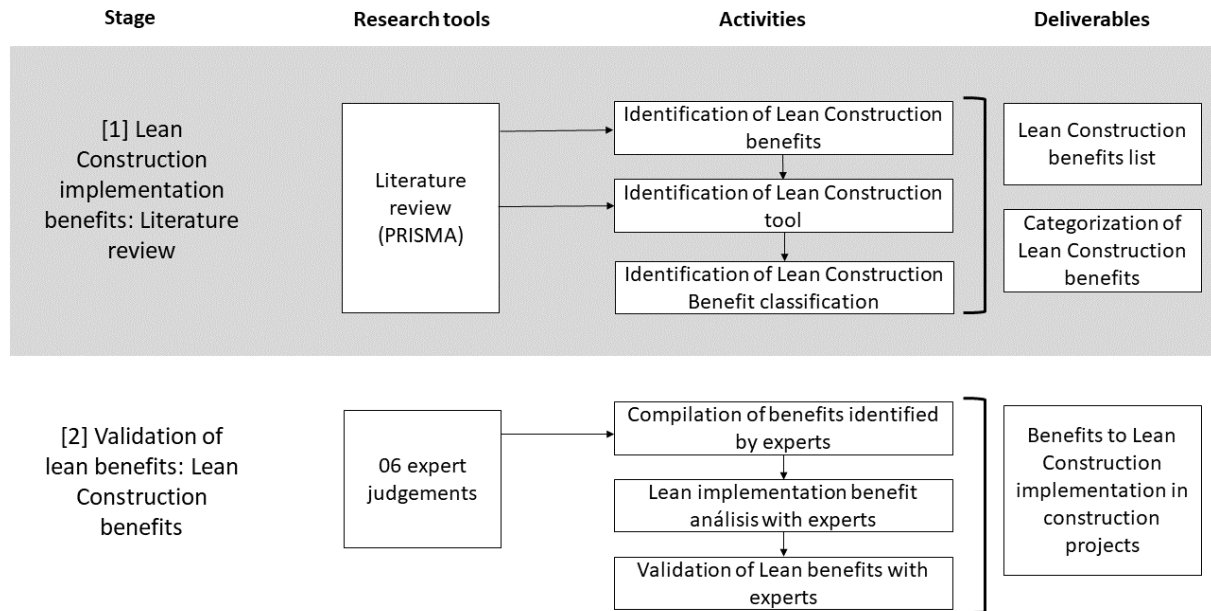 Stage
Research tools
Activities
Deliverables
[1] Lean
Construction
implementation
benefits: Literature
review
Literature
review
(PRISMA)
Identification of Lean Construction
benefits
Identification of Lean Construction
tool
Identification of Lean Construction
Benefit classification
Lean Construction
benefits list
Categorization of
Lean Construction
benefits
[2] Validation of
lean benefits: Lean
Construction
benefits
06 expert
judgements
Compilation of benefits identified
by experts
Lean implementation benefit
análisis with experts
Validation of Lean benefits with
experts
Benefits to Lean
Construction
implementation in
construction
projects